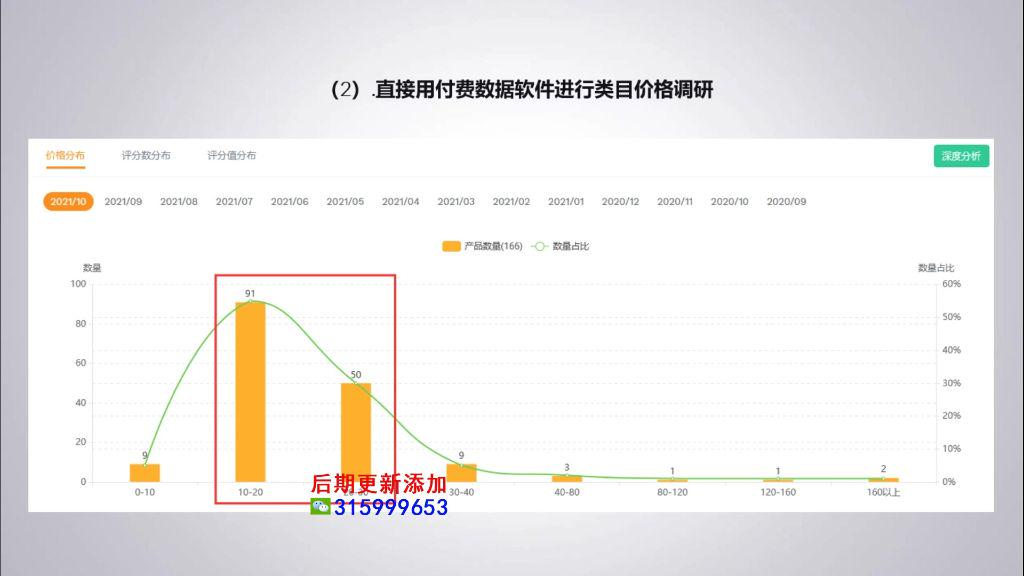 （2）.直接用付费数据软件进行类目价格调研
价格分布 评分数分布 评分值分布 深度分析
2021/10 2021/09 2021/08 2021/07 2021/06 2021/05 2021/04 2021/03 2021/02 2021/01 2020/12 2020/11 2020/10 2020/09
产品数量(166) 数量占比
数量 数量占比
100 60%
91
80 50%
60 40%
50 30%
40 20%
20 10%
9 9 3 1 1 2
0 0%
0-10 10-20 30-40 40-80 80-120 120-160 160以上
后期更新添加
315999653